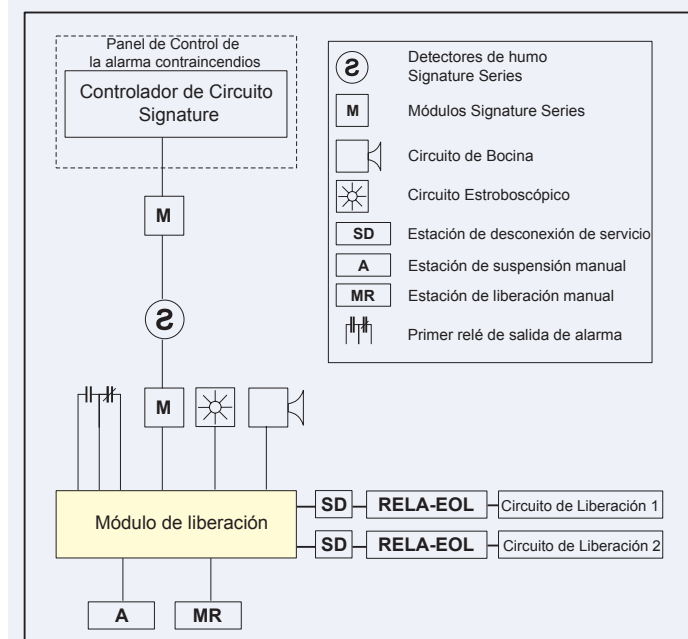 Panel de Control de
la alarma contraincendios
Controlador de Circuito
Signature
M
S
M
Módulo de liberación
SD
RELA-EOL
Circuito de Liberación 1
SD
RELA-EOL
Circuito de Liberación 2
A
MR
S
Detectores de humo
Signature Series
M
Módulos Signature Series
Circuito de Bocina
Circuito Estroboscópico
SD
Estación de desconexión de servicio
A
Estación de suspensión manual
MR
Estación de liberación manual
Primer relé de salida de alarma